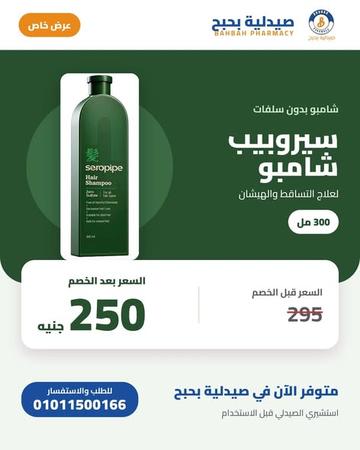 عرض خاص
صيدلية بحبح
BAHBAH PHARMACY
شامبو بدون سلفات
سيروبيب
شامبو
لعلاج التساقط والهيشان
300 مل
seropipe
Hair
Shampoo
السعر قبل الخصم
295
السعر بعد الخصم
250 جنيه
متوفر الآن في صيدلية بحبح
استشيري الصيدلي قبل الاستخدام
للطلب والاستفسار
01011500166